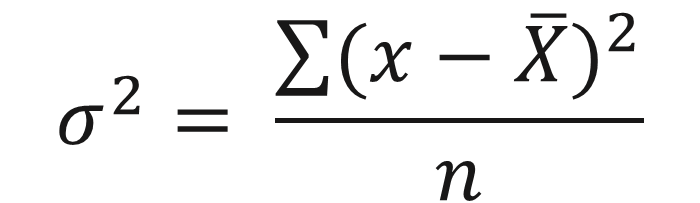 σ² = ∑(x − X̄)² / n